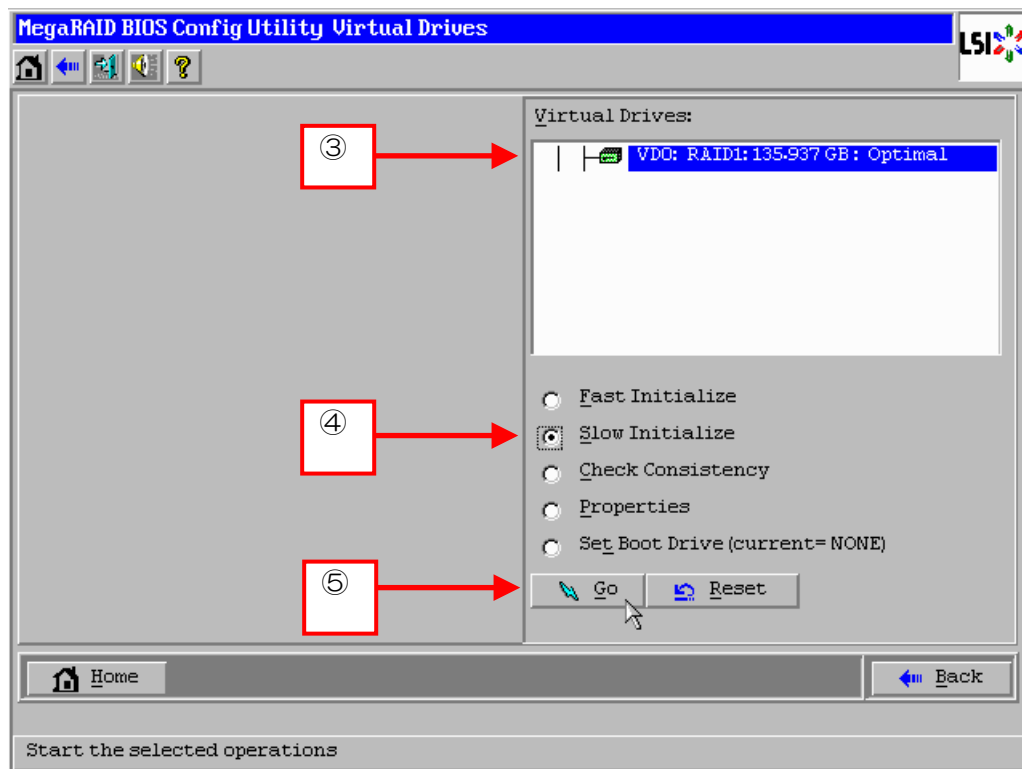 MegaRAID BIOS Config Utility Virtual Drives
LSI
Virtual Drives:
③
VD0: RAID1: 135.937 GB: Optimal
Fast Initialize
④
Slow Initialize
Check Consistency
Properties
Set Boot Drive (current= NONE)
⑤
Go
Reset
Home
Back
Start the selected operations